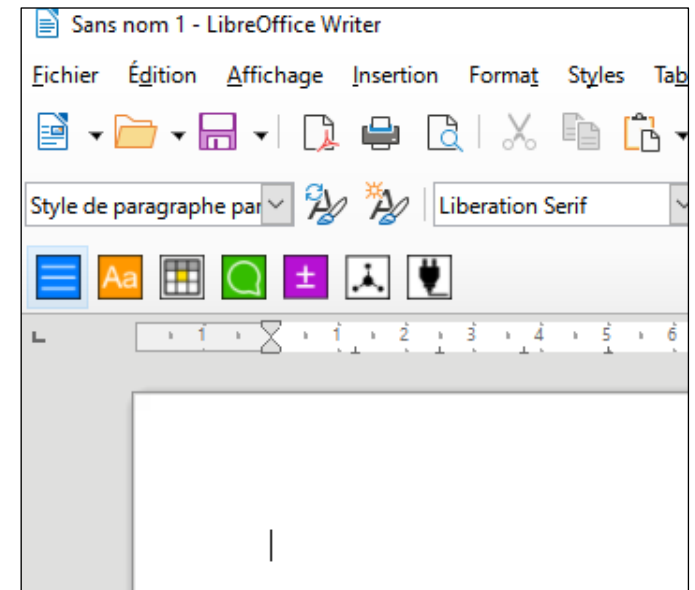 Sans nom 1 - LibreOffice Writer
Fichier Édition Affichage Insertion Format Styles Tab
Style de paragraphe par Liberation Serif
Aa ±
1 1 2 3 4 5 6